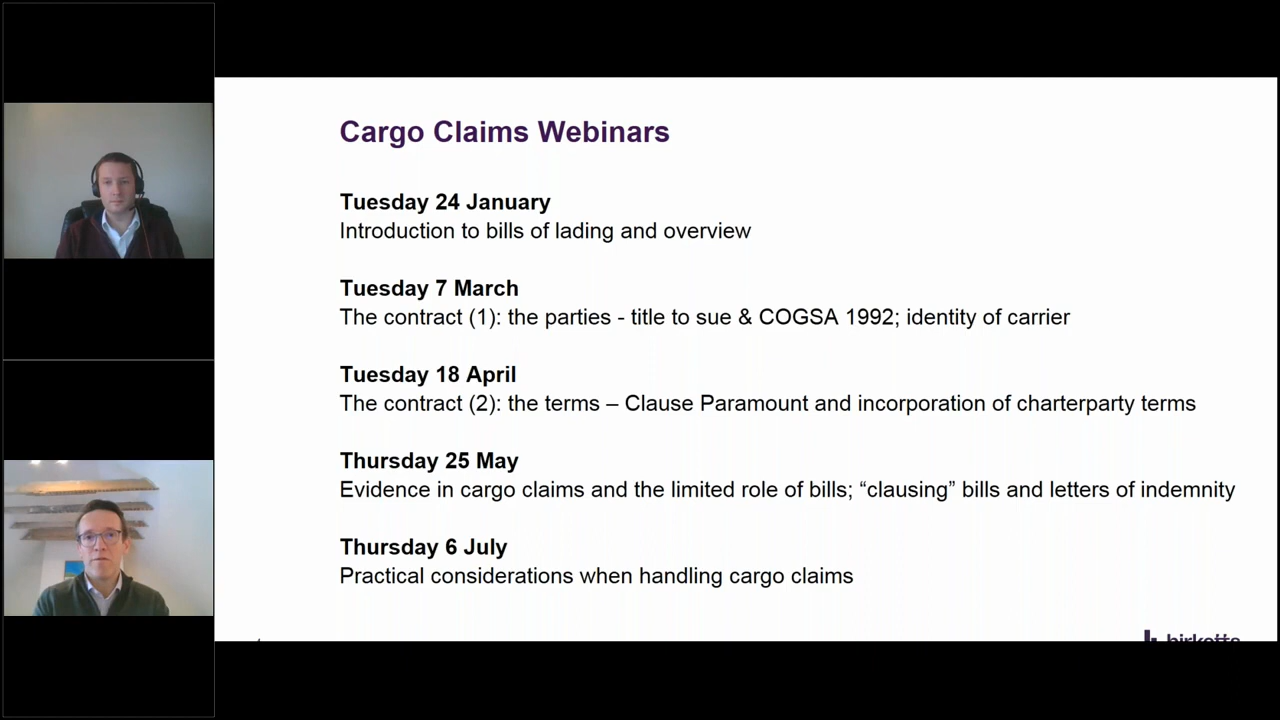 Cargo Claims Webinars
Tuesday 24 January
Introduction to bills of lading and overview
Tuesday 7 March
The contract (1): the parties - title to sue & COGSA 1992; identity of carrier
Tuesday 18 April
The contract (2): the terms – Clause Paramount and incorporation of charterparty terms
Thursday 25 May
Evidence in cargo claims and the limited role of bills; “clausing” bills and letters of indemnity
Thursday 6 July
Practical considerations when handling cargo claims
birketts